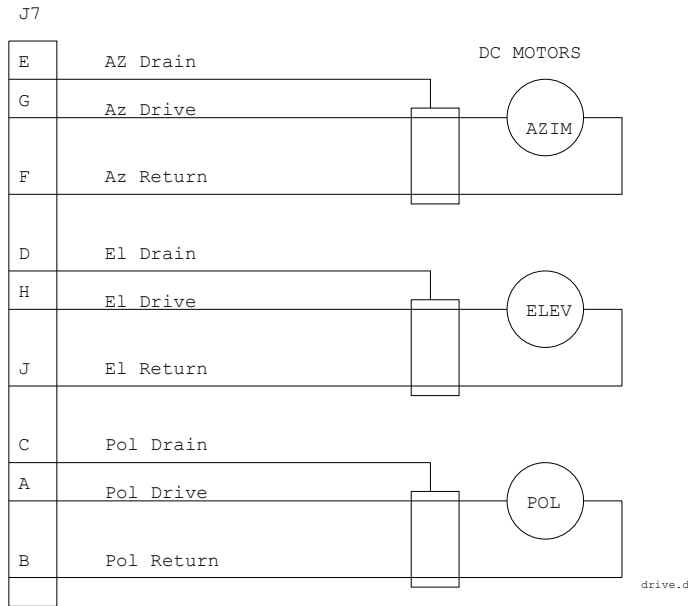 J7
DC MOTORS
E AZ Drain
G Az Drive
AZIM
F Az Return
D El Drain
H El Drive
ELEV
J El Return
C Pol Drain
A Pol Drive
POL
B Pol Return
drive.d